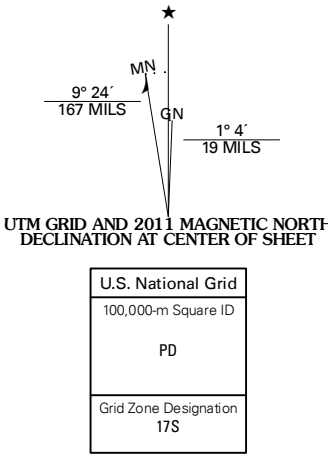 ★
MN
GN
9° 24´
167 MILS
1° 4´
19 MILS
UTM GRID AND 2011 MAGNETIC NORTH
DECLINATION AT CENTER OF SHEET
U.S. National Grid
100,000-m Square ID
PD
Grid Zone Designation
17S